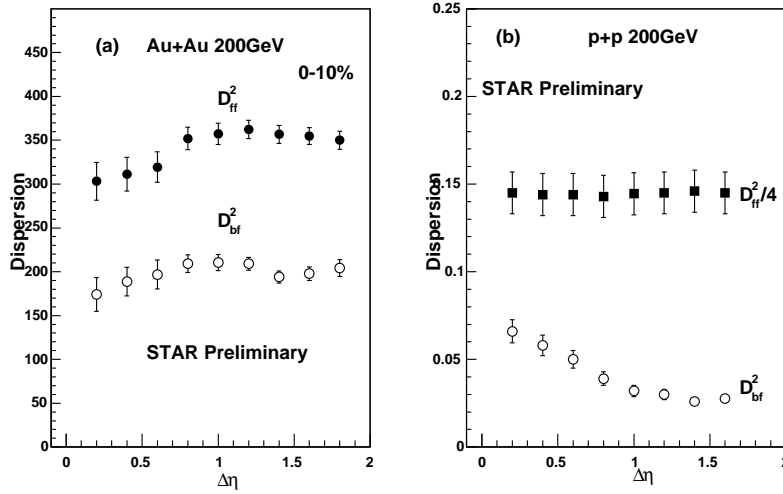 (a) Au+Au 200GeV
0-10%
D²ff
D²bf
STAR Preliminary
Dispersion
450
400
350
300
250
200
150
100
50
0
0 0.5 1 1.5 2
Δη
(b) p+p 200GeV
STAR Preliminary
D²ff/4
D²bf
Dispersion
0.25
0.2
0.15
0.1
0.05
0
0 0.5 1 1.5 2
Δη